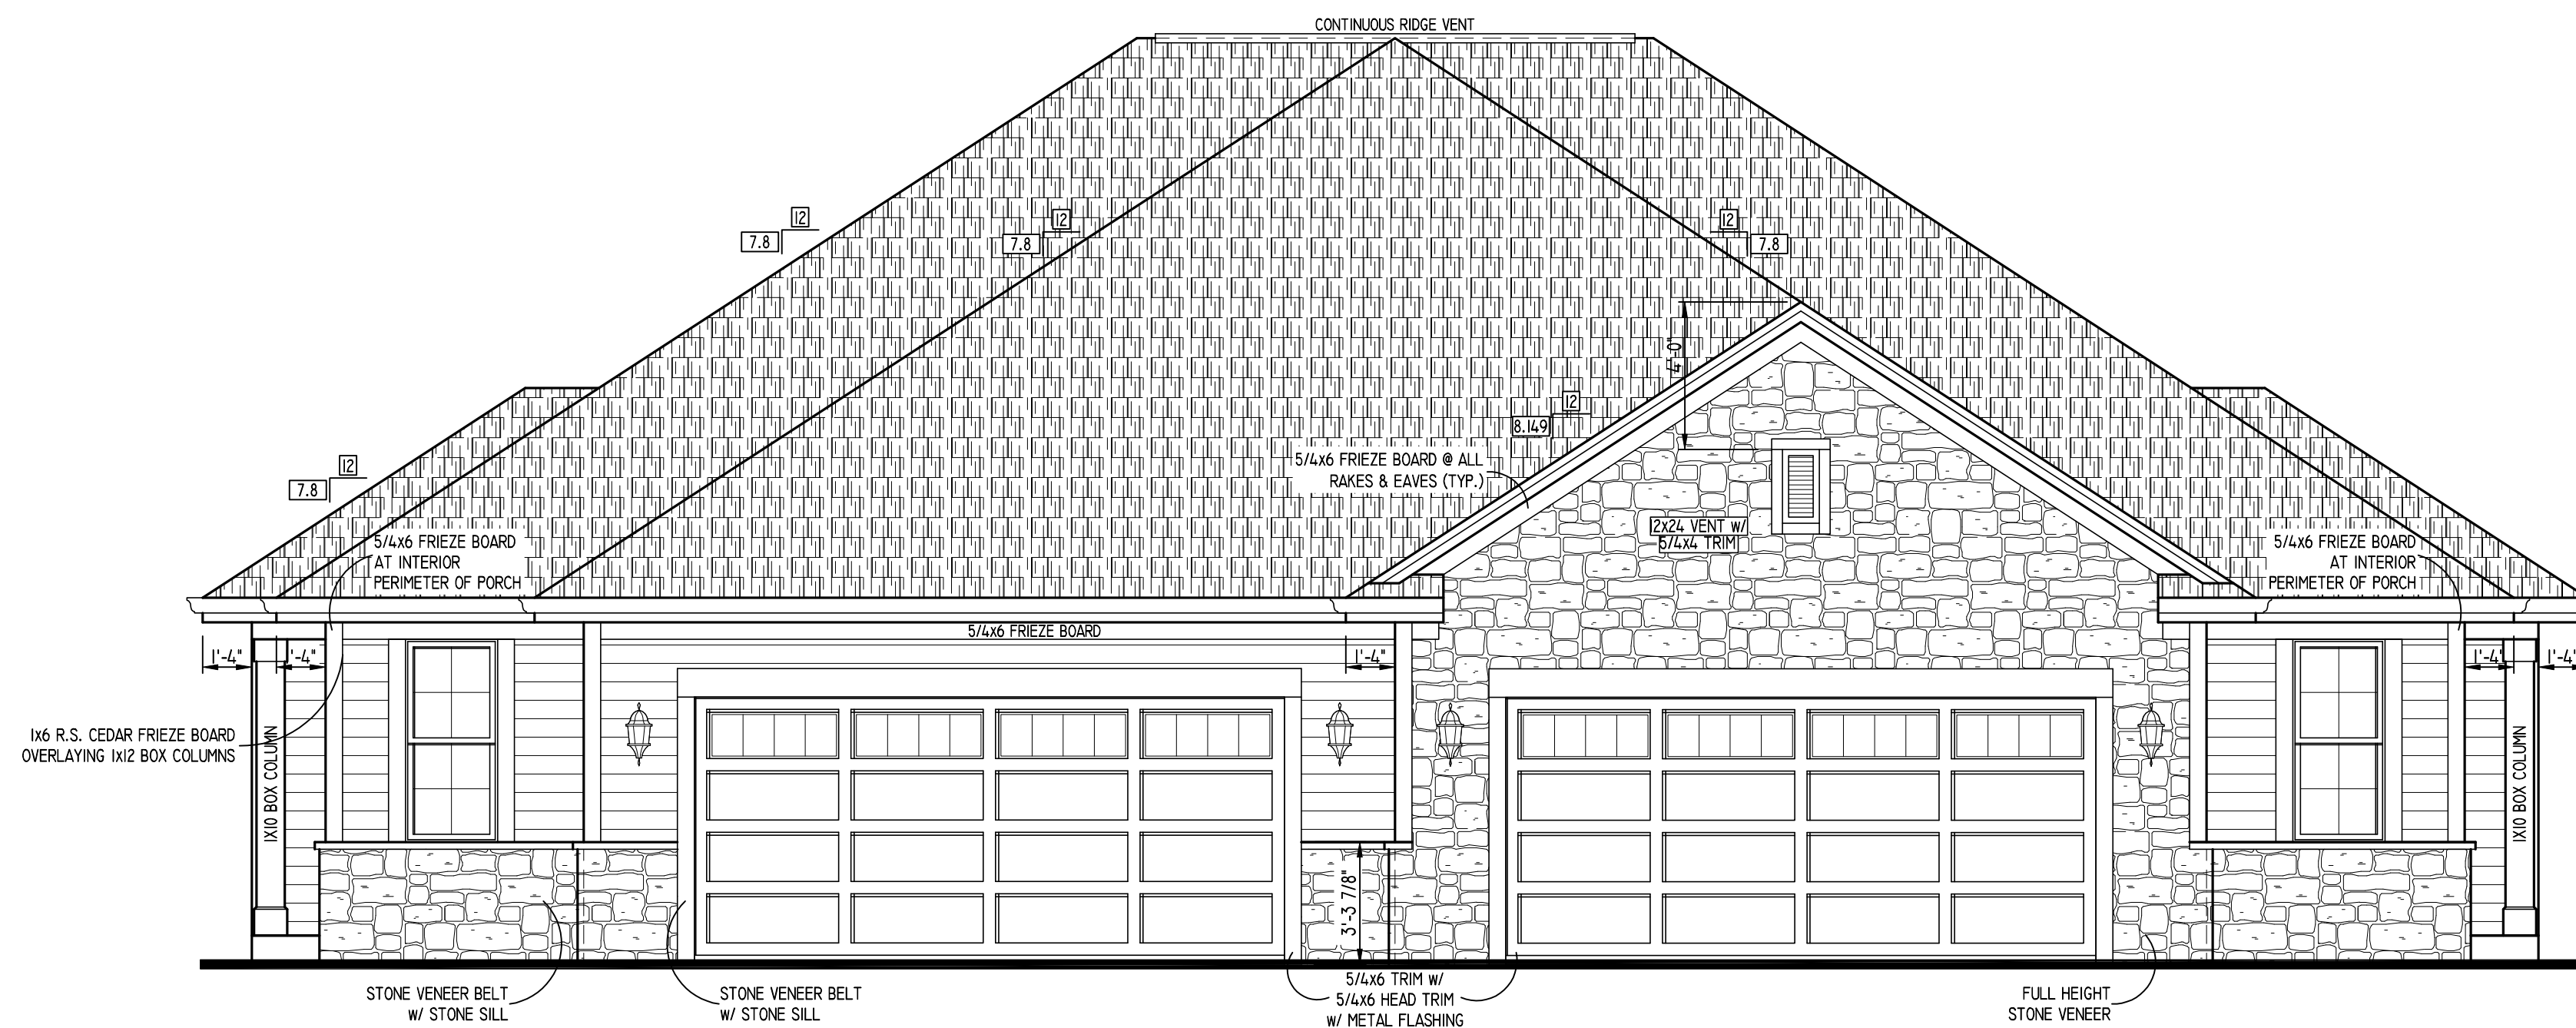 CONTINUOUS RIDGE VENT
12
7.8
12
7.8
12
7.8
4'-0"
12
8.149
5/4x6 FRIEZE BOARD @ ALL
RAKES & EAVES (TYP.)
12
7.8
12x24 VENT w/
5/4x4 TRIM
5/4x6 FRIEZE BOARD
AT INTERIOR
PERIMETER OF PORCH
5/4x6 FRIEZE BOARD
AT INTERIOR
PERIMETER OF PORCH
5/4x6 FRIEZE BOARD
1'-4"
1'-4"
1'-4"
1'-4"
1'-4"
1x6 R.S. CEDAR FRIEZE BOARD
OVERLAYING 1x12 BOX COLUMNS
1X10 BOX COLUMN
1X10 BOX COLUMN
3'-3 7/8"
STONE VENEER BELT
w/ STONE SILL
STONE VENEER BELT
w/ STONE SILL
5/4x6 TRIM w/
5/4x6 HEAD TRIM
w/ METAL FLASHING
FULL HEIGHT
STONE VENEER